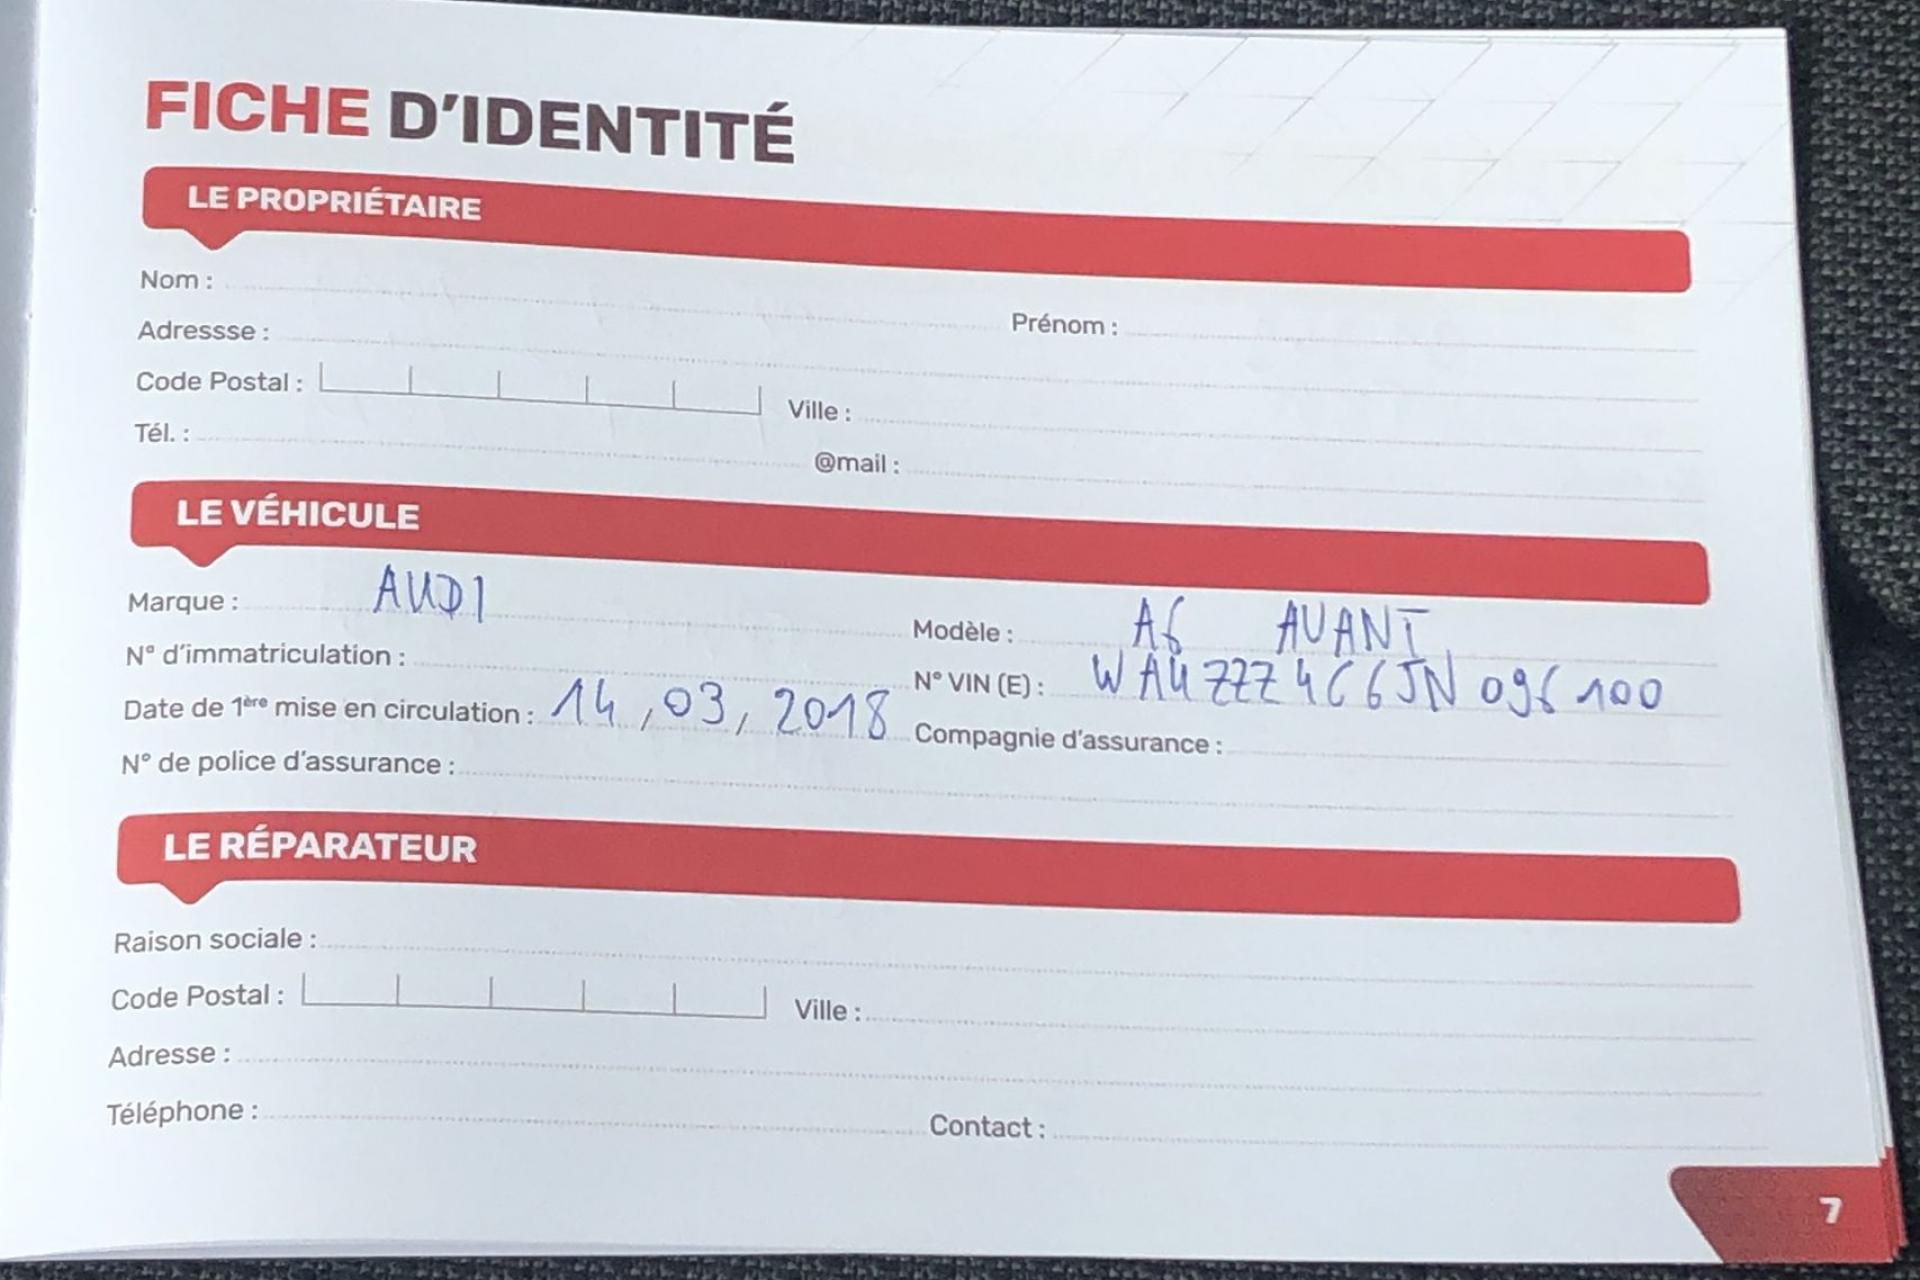 FICHE D'IDENTITÉ
LE PROPRIÉTAIRE
Nom : Prénom :
Adressse :
Code Postal : Ville :
Tél. : @mail :
LE VÉHICULE
Marque : AUDI Modèle : A6 AVANT
N° d'immatriculation : N° VIN (E) : WAUZZZ4G6JN096100
Date de 1ère mise en circulation : 14,03,2018 Compagnie d'assurance :
N° de police d'assurance :
LE RÉPARATEUR
Raison sociale :
Code Postal : Ville :
Adresse :
Téléphone : Contact :
7